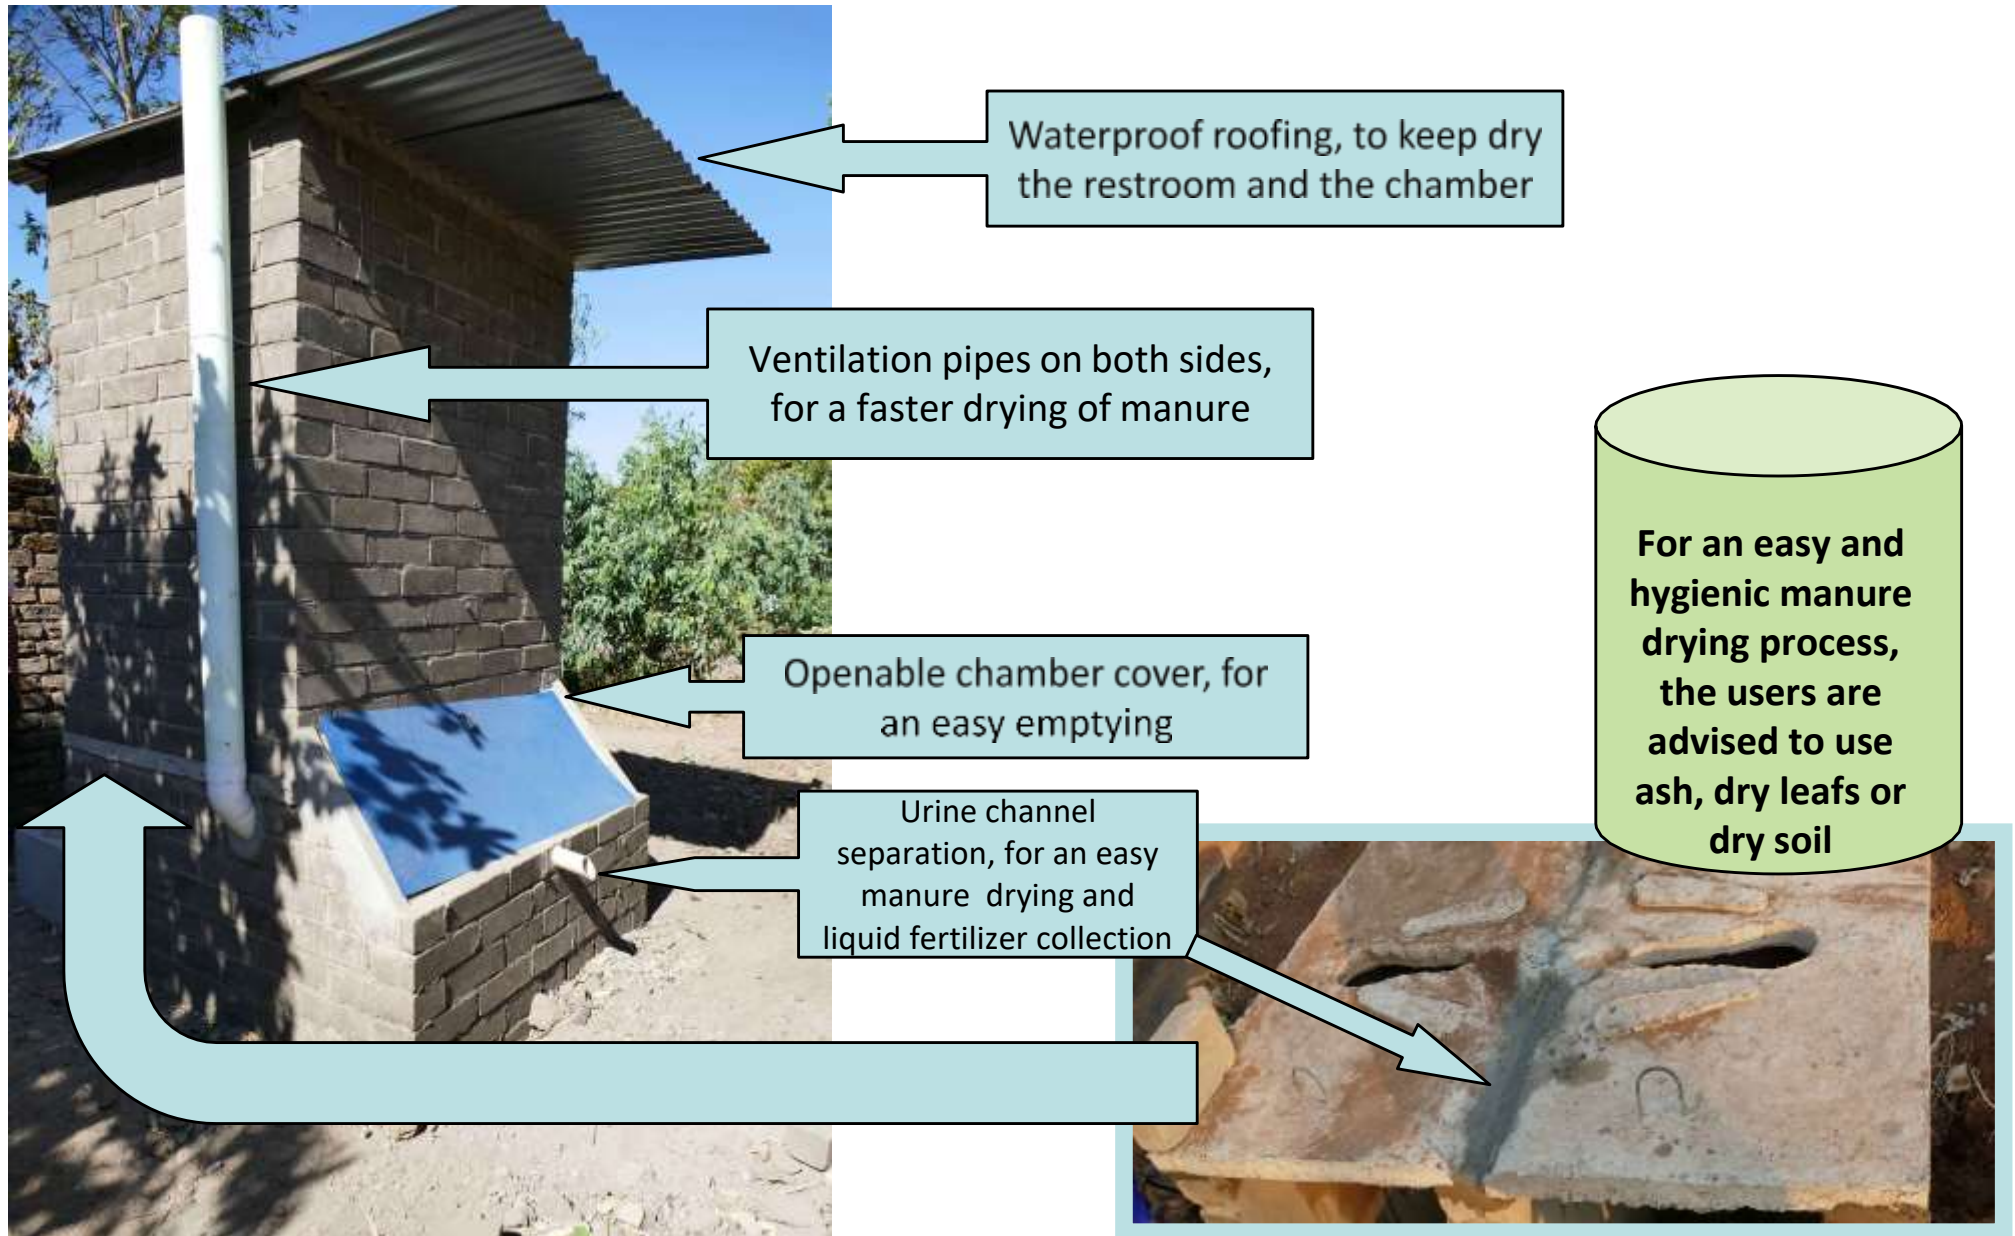 Waterproof roofing, to keep dry
the restroom and the chamber
Ventilation pipes on both sides,
for a faster drying of manure
Openable chamber cover, for
an easy emptying
Urine channel
separation, for an easy
manure  drying and
liquid fertilizer collection
For an easy and
hygienic manure
drying process,
the users are
advised to use
ash, dry leafs or
dry soil